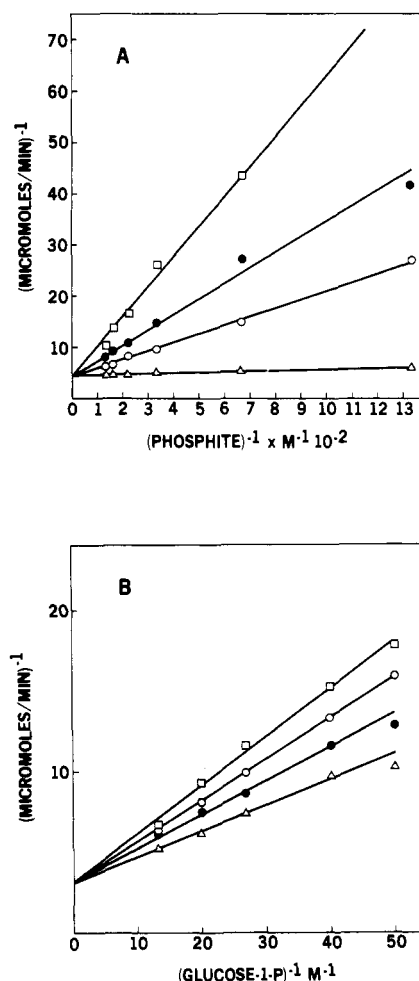 A
(MICROMOLES/MIN)⁻¹
70
60
50
40
30
20
10
0 1 2 3 4 5 6 7 8 9 10 11 12 13
(PHOSPHITE)⁻¹ x M⁻¹ 10⁻²
B
(MICROMOLES/MIN)⁻¹
20
10
0 10 20 30 40 50
(GLUCOSE-1-P)⁻¹ M⁻¹